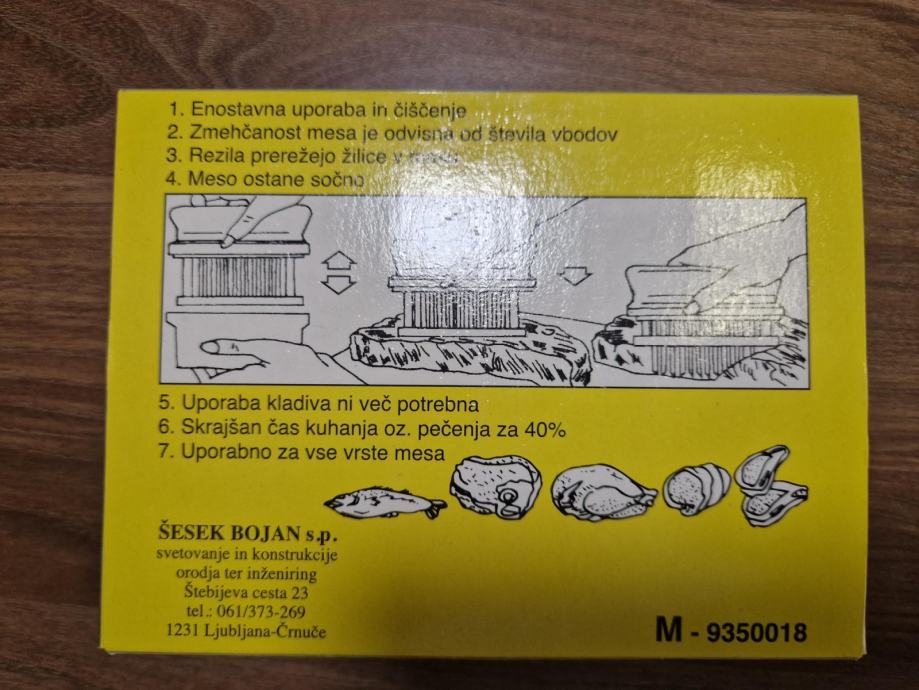 1. Enostavna uporaba in čiščenje
2. Zmehčanost mesa je odvisna od števila vbodov
3. Rezila prerežejo žilice v
4. Meso ostane sočno
5. Uporaba kladiva ni več potrebna
6. Skrajšan čas kuhanja oz. pečenja za 40%
7. Uporabno za vse vrste mesa
ŠESEK BOJAN s.p.
svetovanje in konstrukcije
orodja ter inženiring
Štebijeva cesta 23
tel.: 061/373-269
1231 Ljubljana-Črnuče
M - 9350018